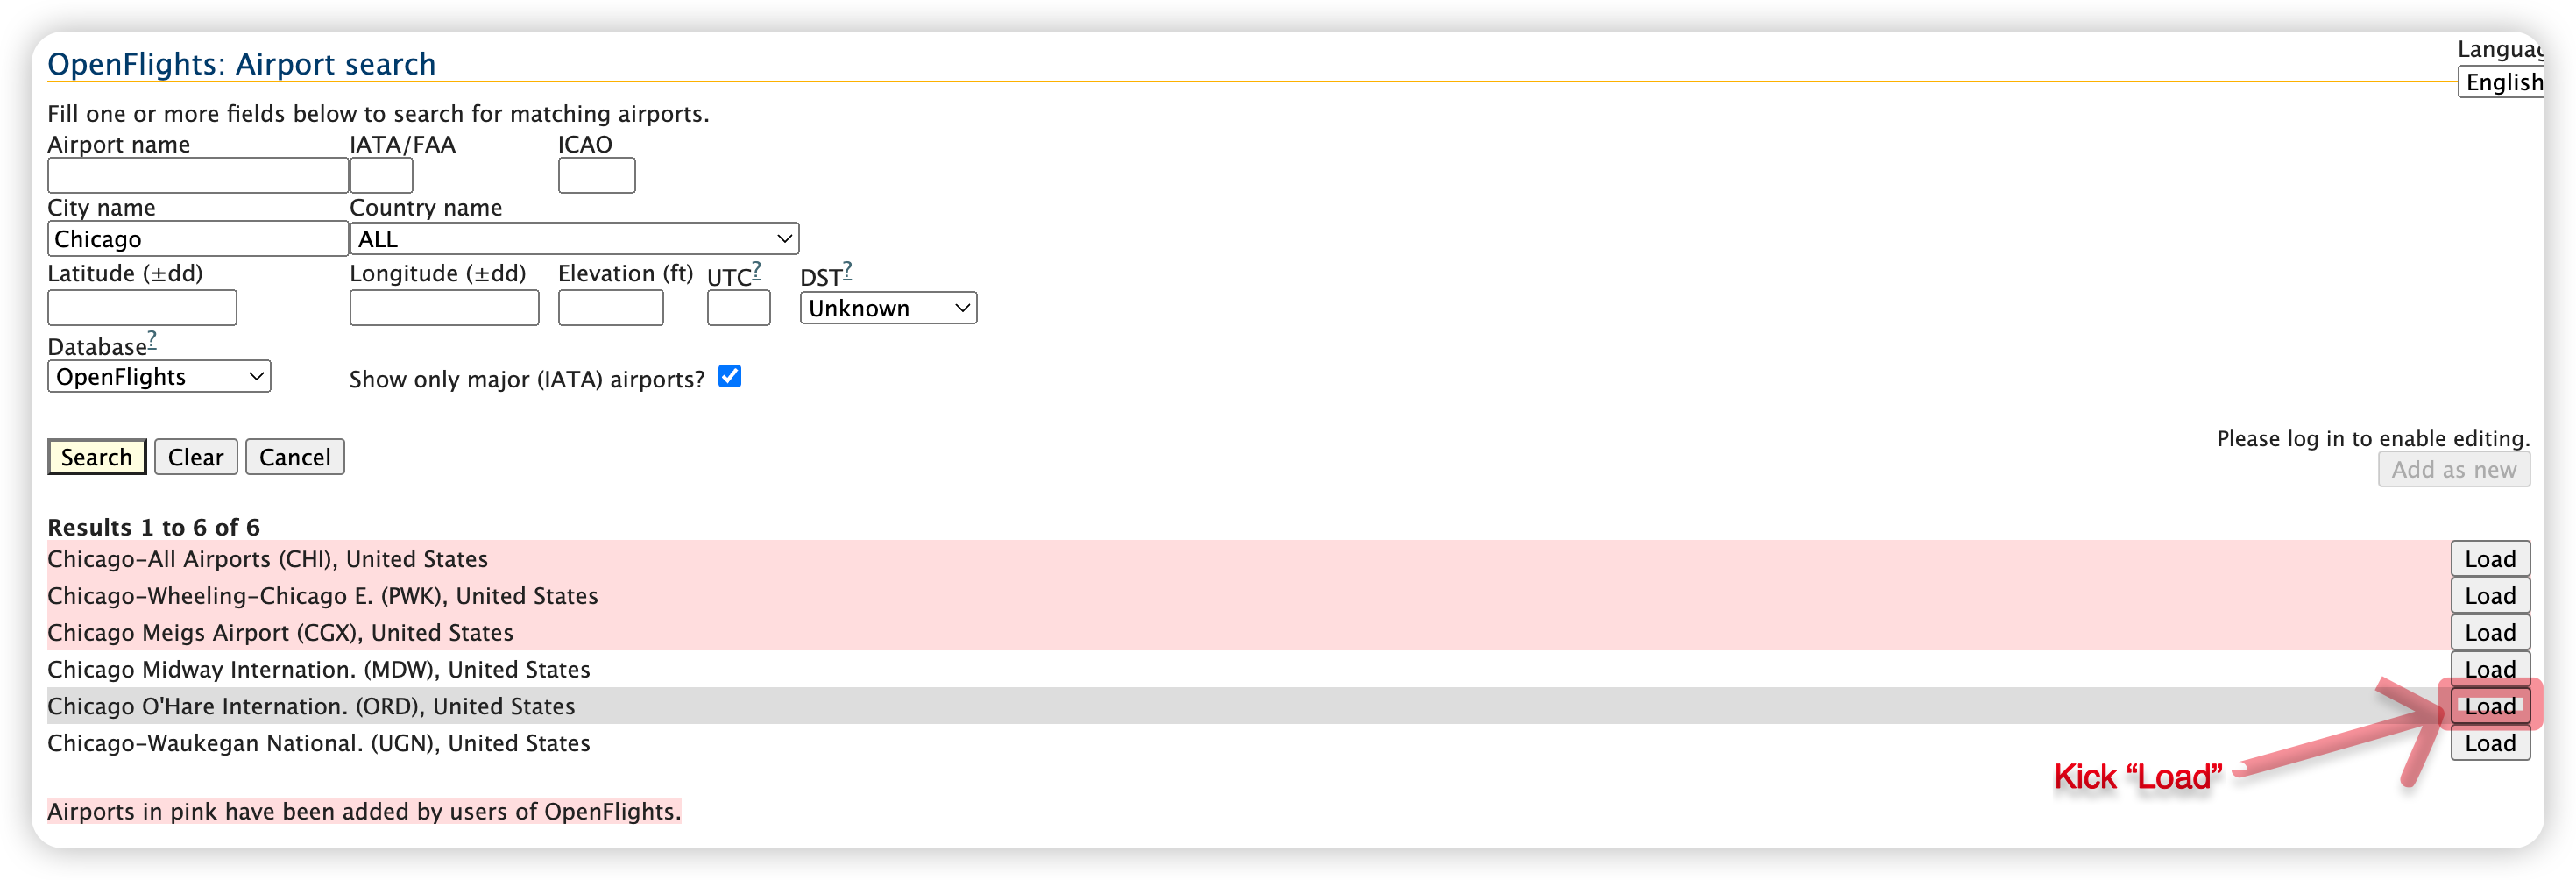 OpenFlights: Airport search
Languag
English
Fill one or more fields below to search for matching airports.
Airport name IATA/FAA ICAO
City name Country name
Chicago ALL
Latitude (±dd) Longitude (±dd) Elevation (ft) UTC? DST?
Unknown
Database?
OpenFlights Show only major (IATA) airports?
Search Clear Cancel
Please log in to enable editing.
Add as new
Results 1 to 6 of 6
Chicago-All Airports (CHI), United States Load
Chicago-Wheeling-Chicago E. (PWK), United States Load
Chicago Meigs Airport (CGX), United States Load
Chicago Midway Internation. (MDW), United States Load
Chicago O'Hare Internation. (ORD), United States Load
Chicago-Waukegan National. (UGN), United States Load
Kick “Load”
Airports in pink have been added by users of OpenFlights.